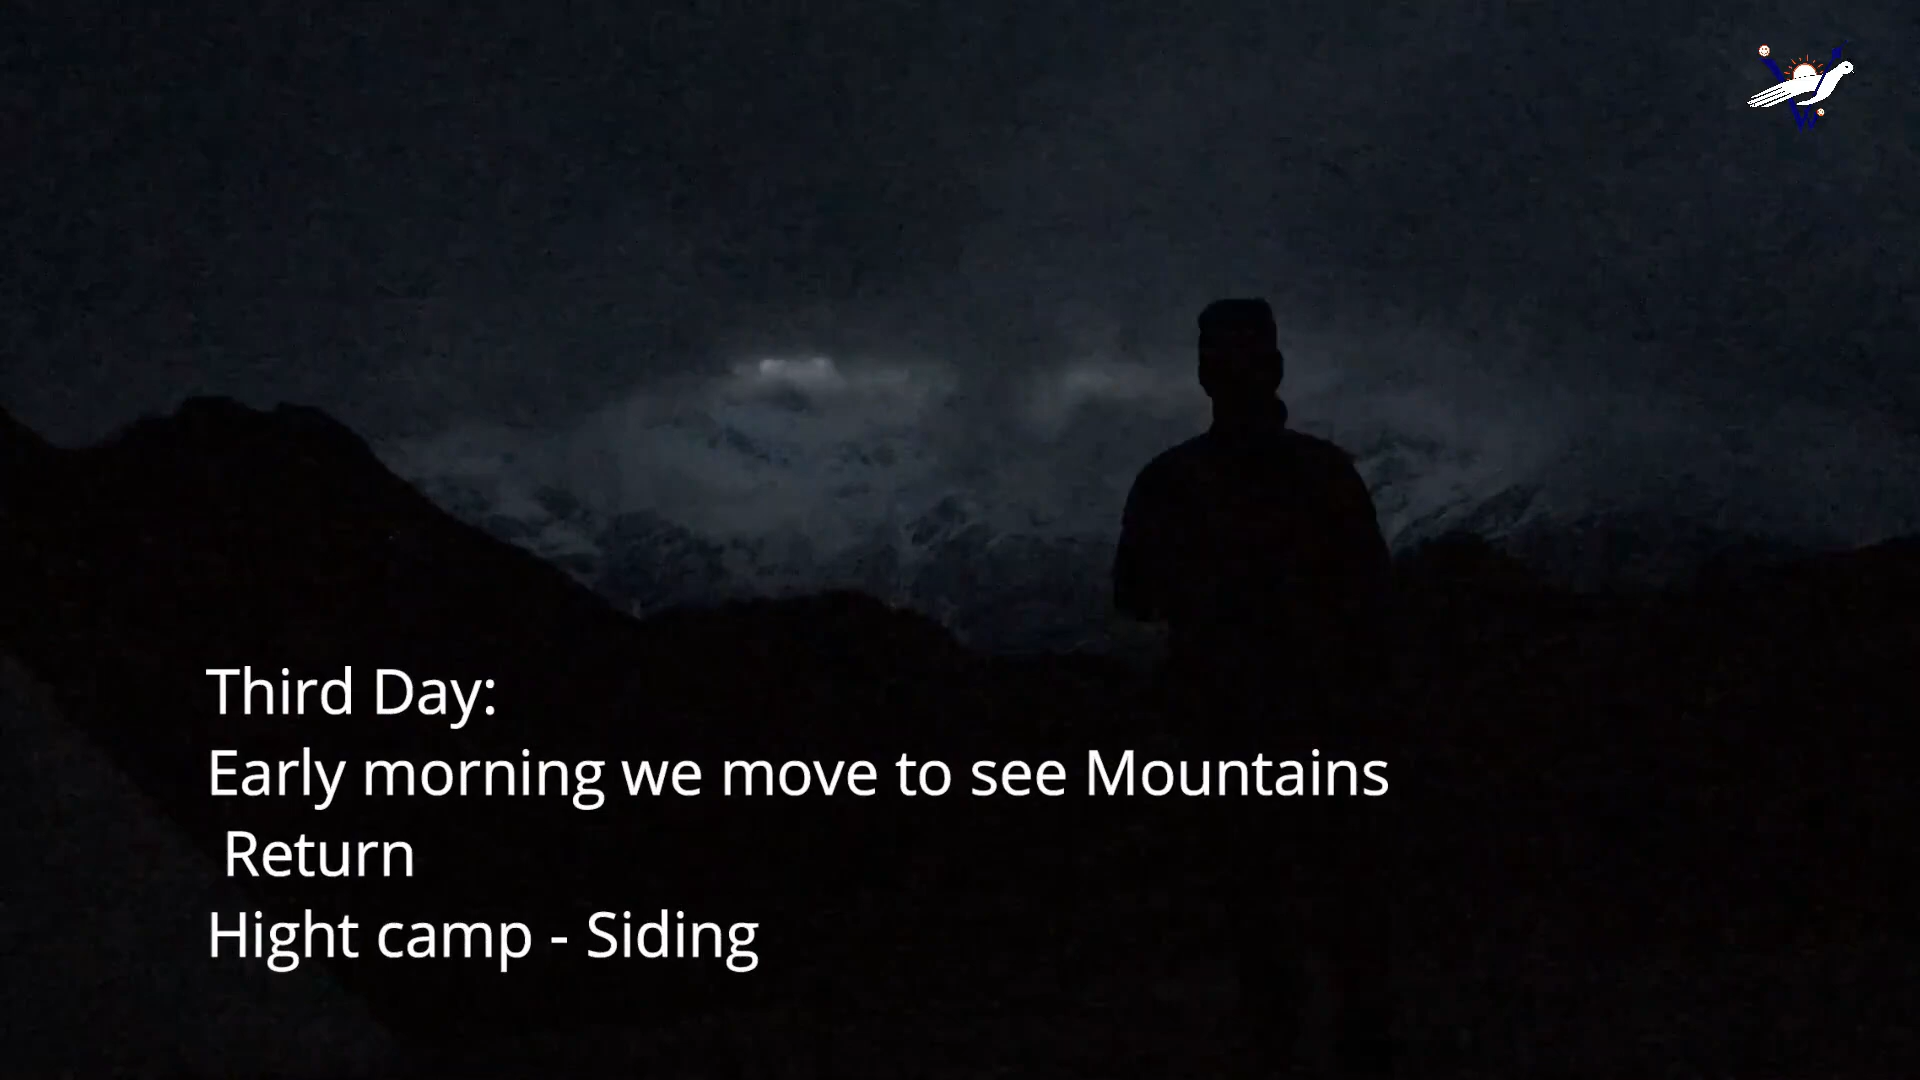 Third Day:
Early morning we move to see Mountains
Return
Hight camp - Siding